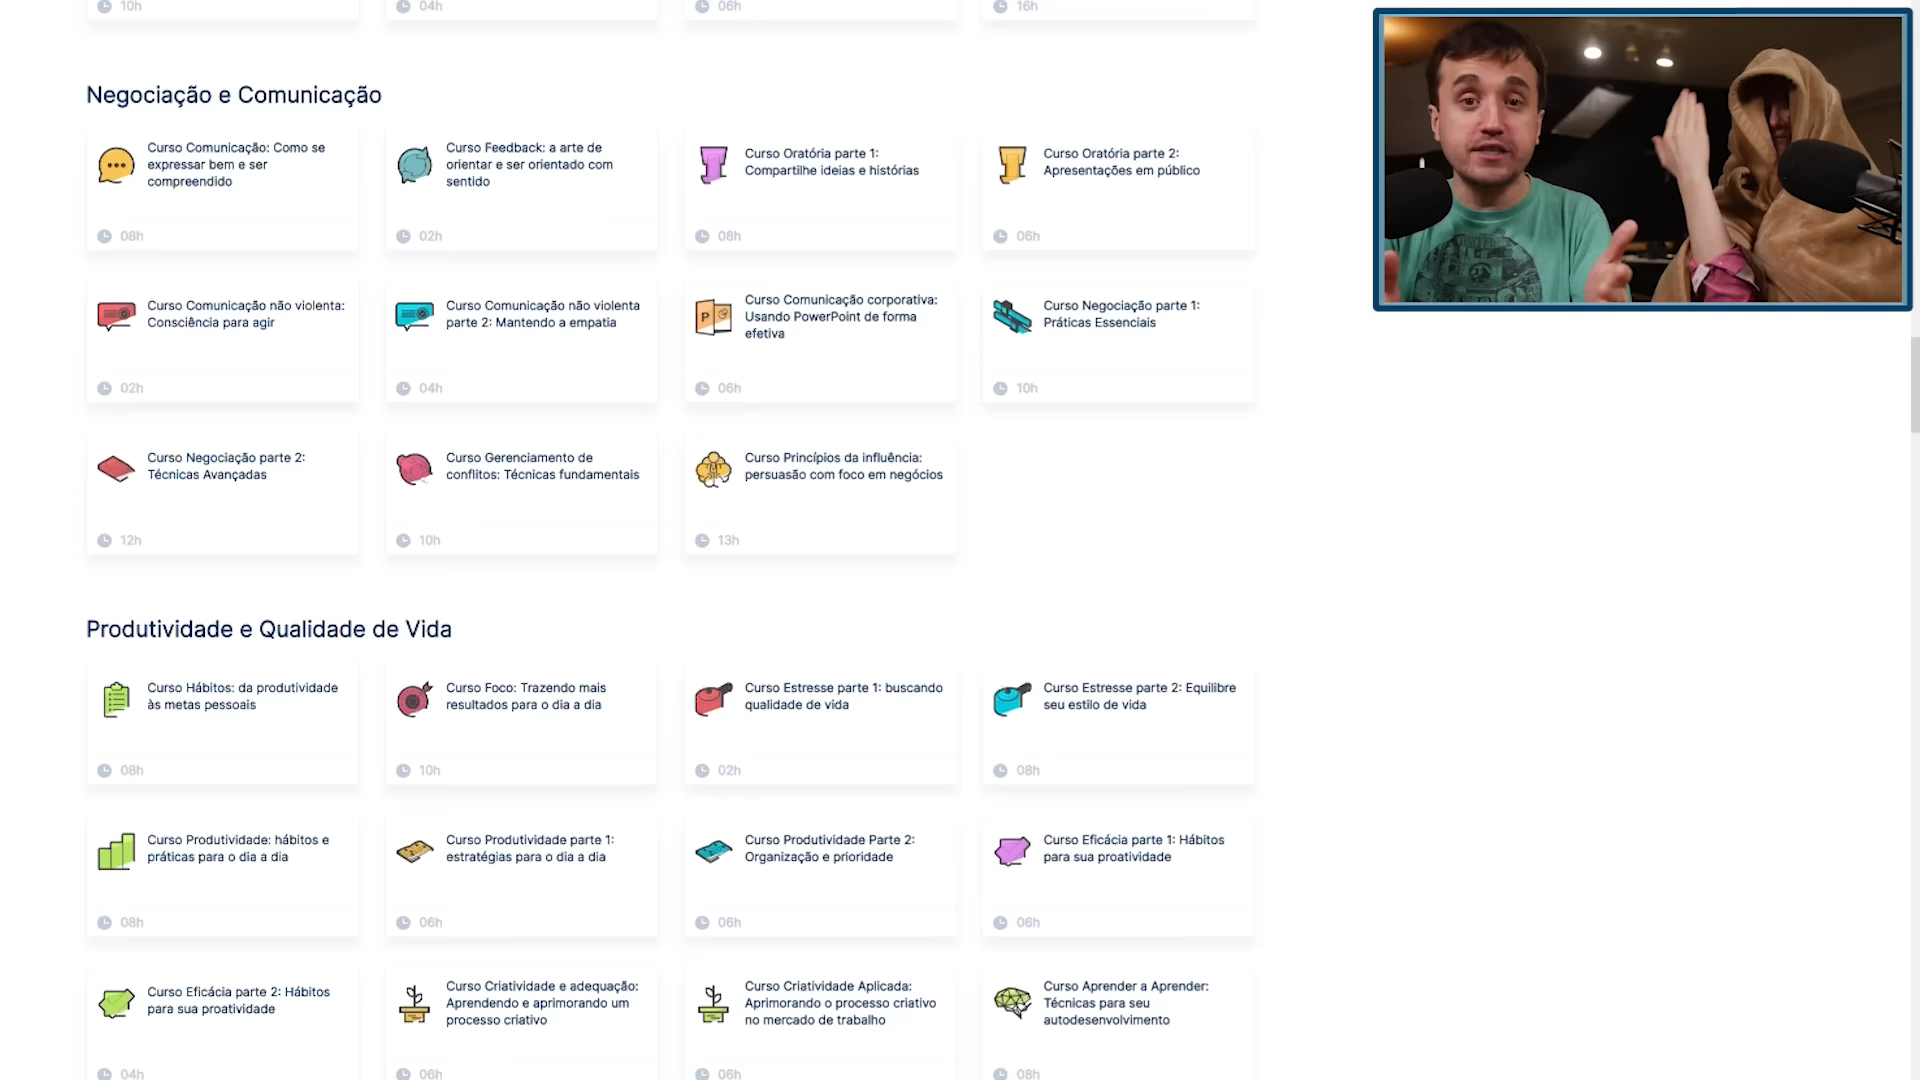 10h
04h
06h
16h
Negociação e Comunicação
Curso Comunicação: Como se
expressar bem e ser
compreendido
08h
Curso Feedback: a arte de
orientar e ser orientado com
sentido
02h
Curso Oratória parte 1:
Compartilhe ideias e histórias
08h
Curso Oratória parte 2:
Apresentações em público
06h
Curso Comunicação não violenta:
Consciência para agir
02h
Curso Comunicação não violenta
parte 2: Mantendo a empatia
04h
P
Curso Comunicação corporativa:
Usando PowerPoint de forma
efetiva
06h
Curso Negociação parte 1:
Práticas Essenciais
10h
Curso Negociação parte 2:
Técnicas Avançadas
12h
Curso Gerenciamento de
conflitos: Técnicas fundamentais
10h
Curso Princípios da influência:
persuasão com foco em negócios
13h
Produtividade e Qualidade de Vida
Curso Hábitos: da produtividade
às metas pessoais
08h
Curso Foco: Trazendo mais
resultados para o dia a dia
10h
Curso Estresse parte 1: buscando
qualidade de vida
02h
Curso Estresse parte 2: Equilibre
seu estilo de vida
08h
Curso Produtividade: hábitos e
práticas para o dia a dia
08h
Curso Produtividade parte 1:
estratégias para o dia a dia
06h
Curso Produtividade Parte 2:
Organização e prioridade
06h
Curso Eficácia parte 1: Hábitos
para sua proatividade
06h
Curso Eficácia parte 2: Hábitos
para sua proatividade
04h
Curso Criatividade e adequação:
Aprendendo e aprimorando um
processo criativo
06h
Curso Criatividade Aplicada:
Aprimorando o processo criativo
no mercado de trabalho
06h
Curso Aprender a Aprender:
Técnicas para seu
autodesenvolvimento
08h